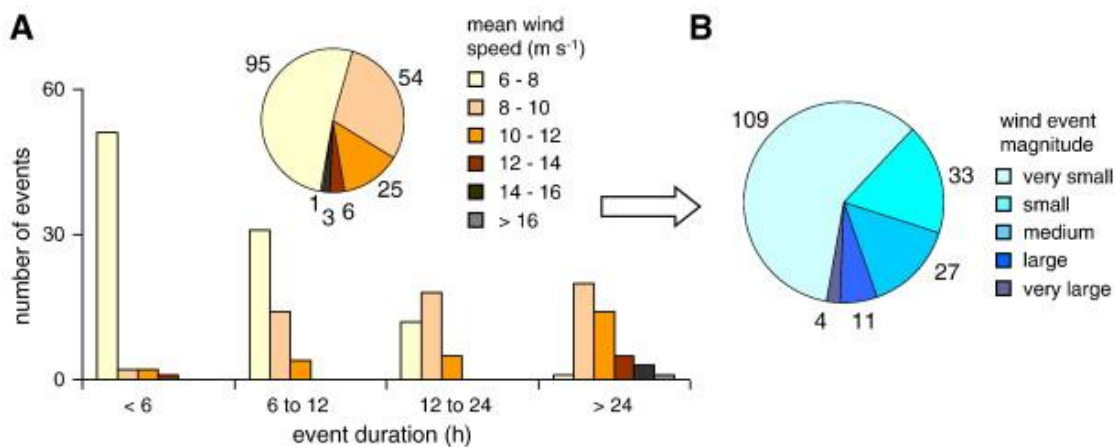 A
mean wind
speed (m s⁻¹)
6 - 8
8 - 10
10 - 12
12 - 14
14 - 16
> 16
95
54
25
6
3
1
number of events
60
30
0
< 6
6 to 12
12 to 24
> 24
event duration (h)
B
109
33
27
11
4
wind event
magnitude
very small
small
medium
large
very large